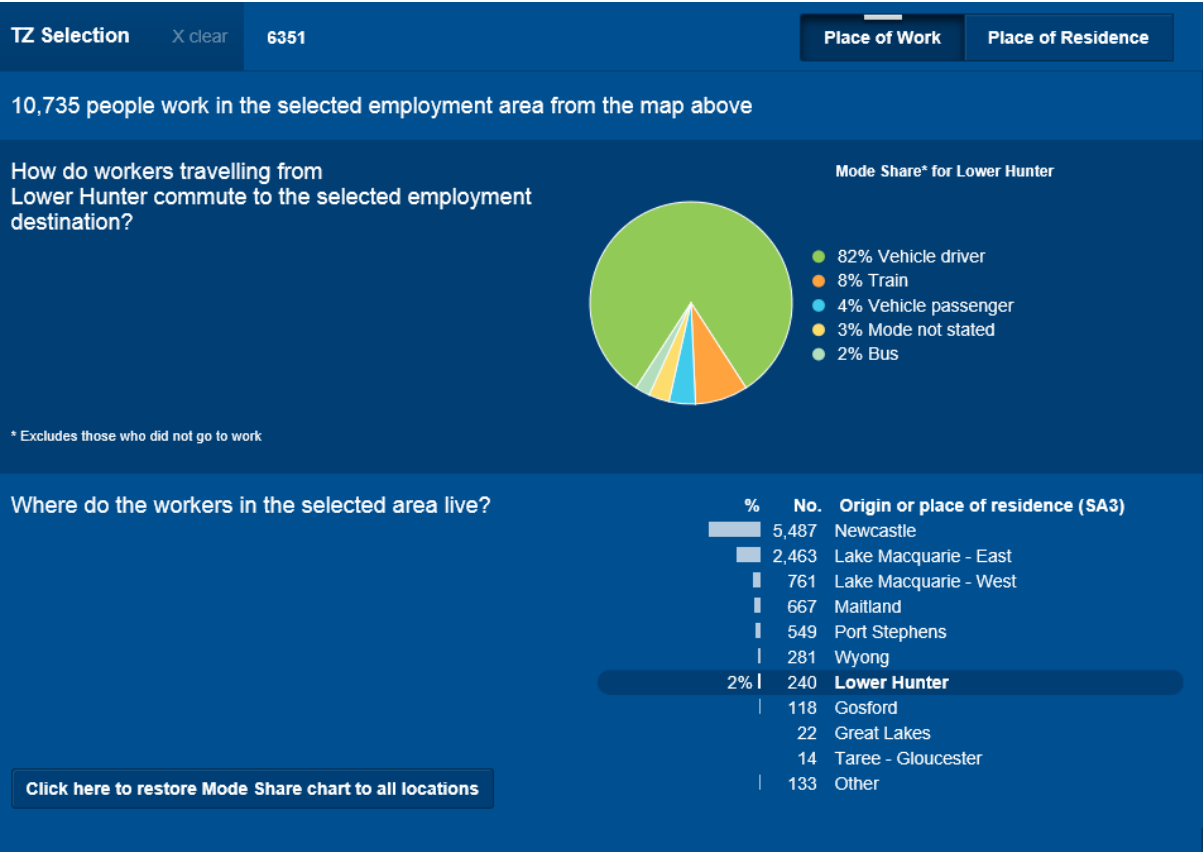 TZ Selection X clear 6351 Place of Work Place of Residence
10,735 people work in the selected employment area from the map above
How do workers travelling from
Lower Hunter commute to the selected employment
destination?
Mode Share* for Lower Hunter
82% Vehicle driver
8% Train
4% Vehicle passenger
3% Mode not stated
2% Bus
* Excludes those who did not go to work
Where do the workers in the selected area live?
% No. Origin or place of residence (SA3)
5,487 Newcastle
2,463 Lake Macquarie - East
761 Lake Macquarie - West
667 Maitland
549 Port Stephens
281 Wyong
2% 240 Lower Hunter
118 Gosford
22 Great Lakes
14 Taree - Gloucester
133 Other
Click here to restore Mode Share chart to all locations